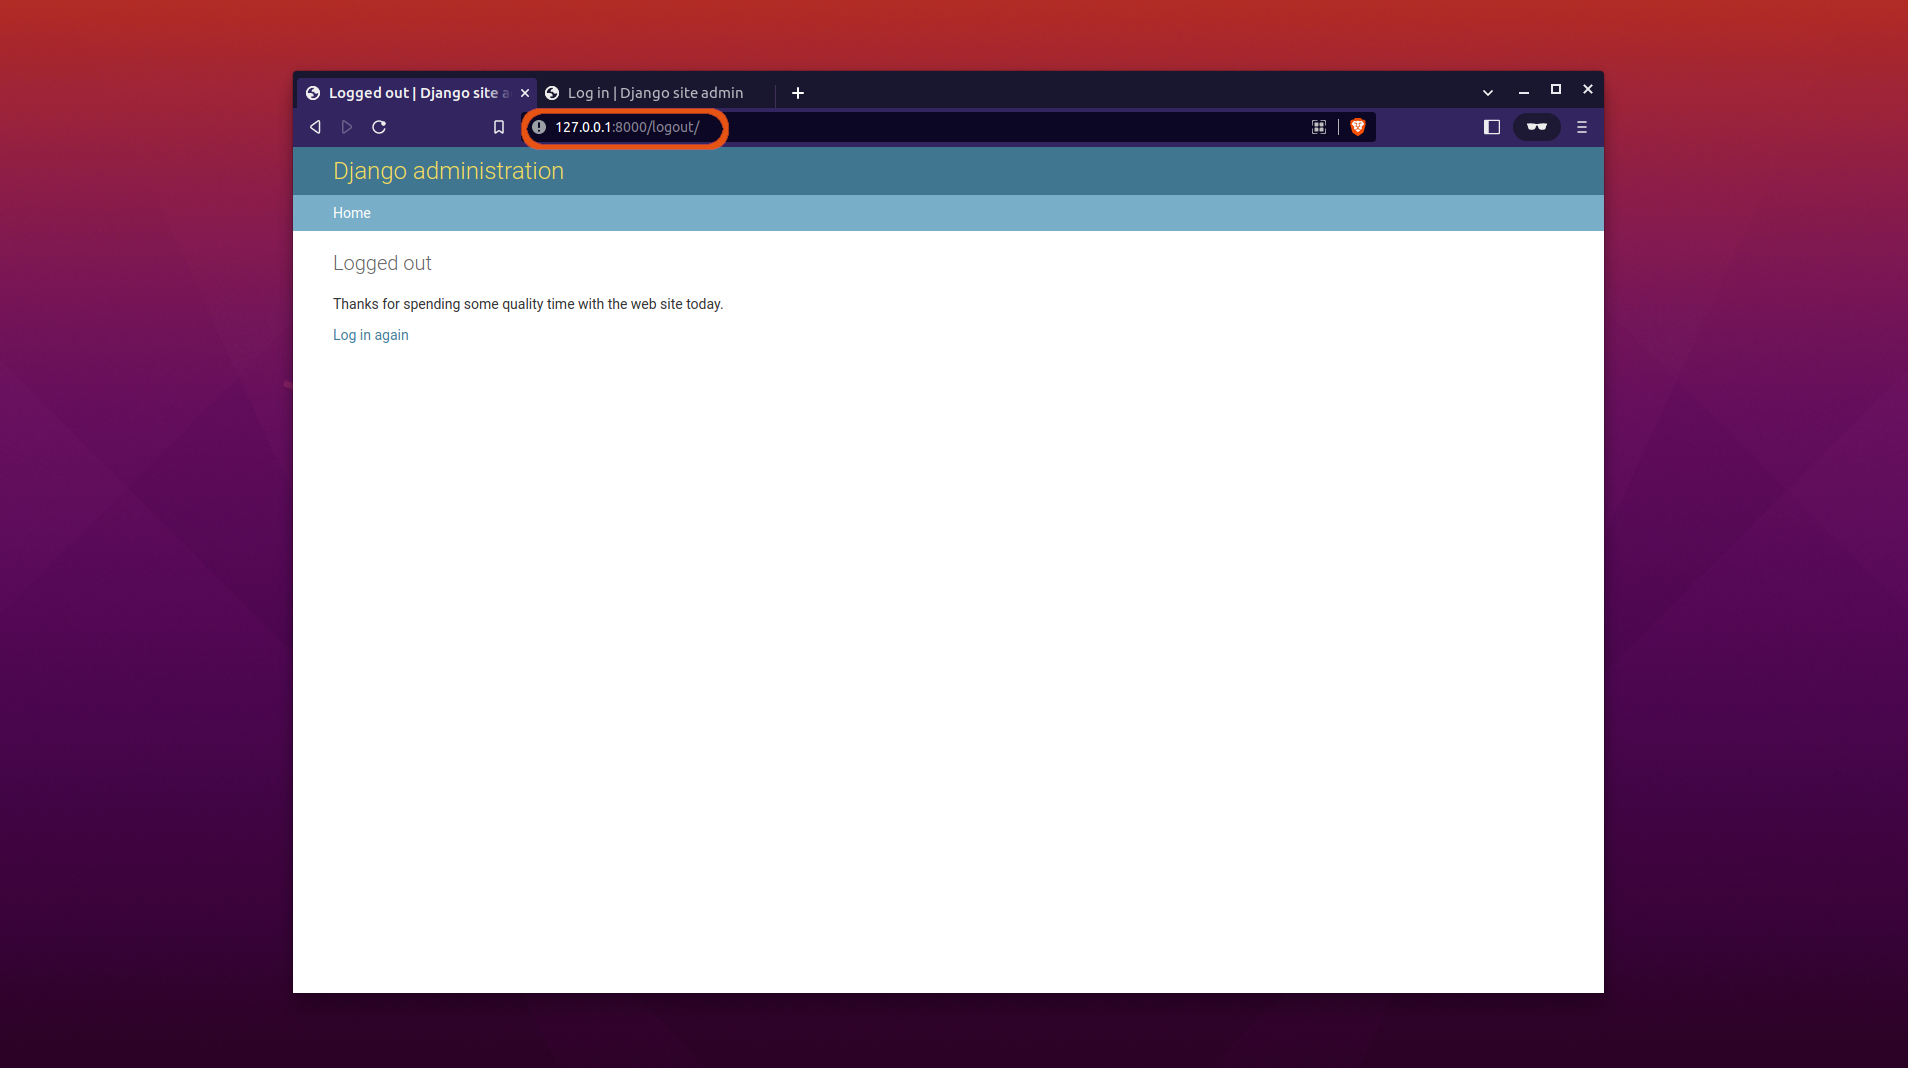 Logged out | Django site a
Log in | Django site admin
127.0.0.1:8000/logout/
Django administration
Home
Logged out
Thanks for spending some quality time with the web site today.
Log in again